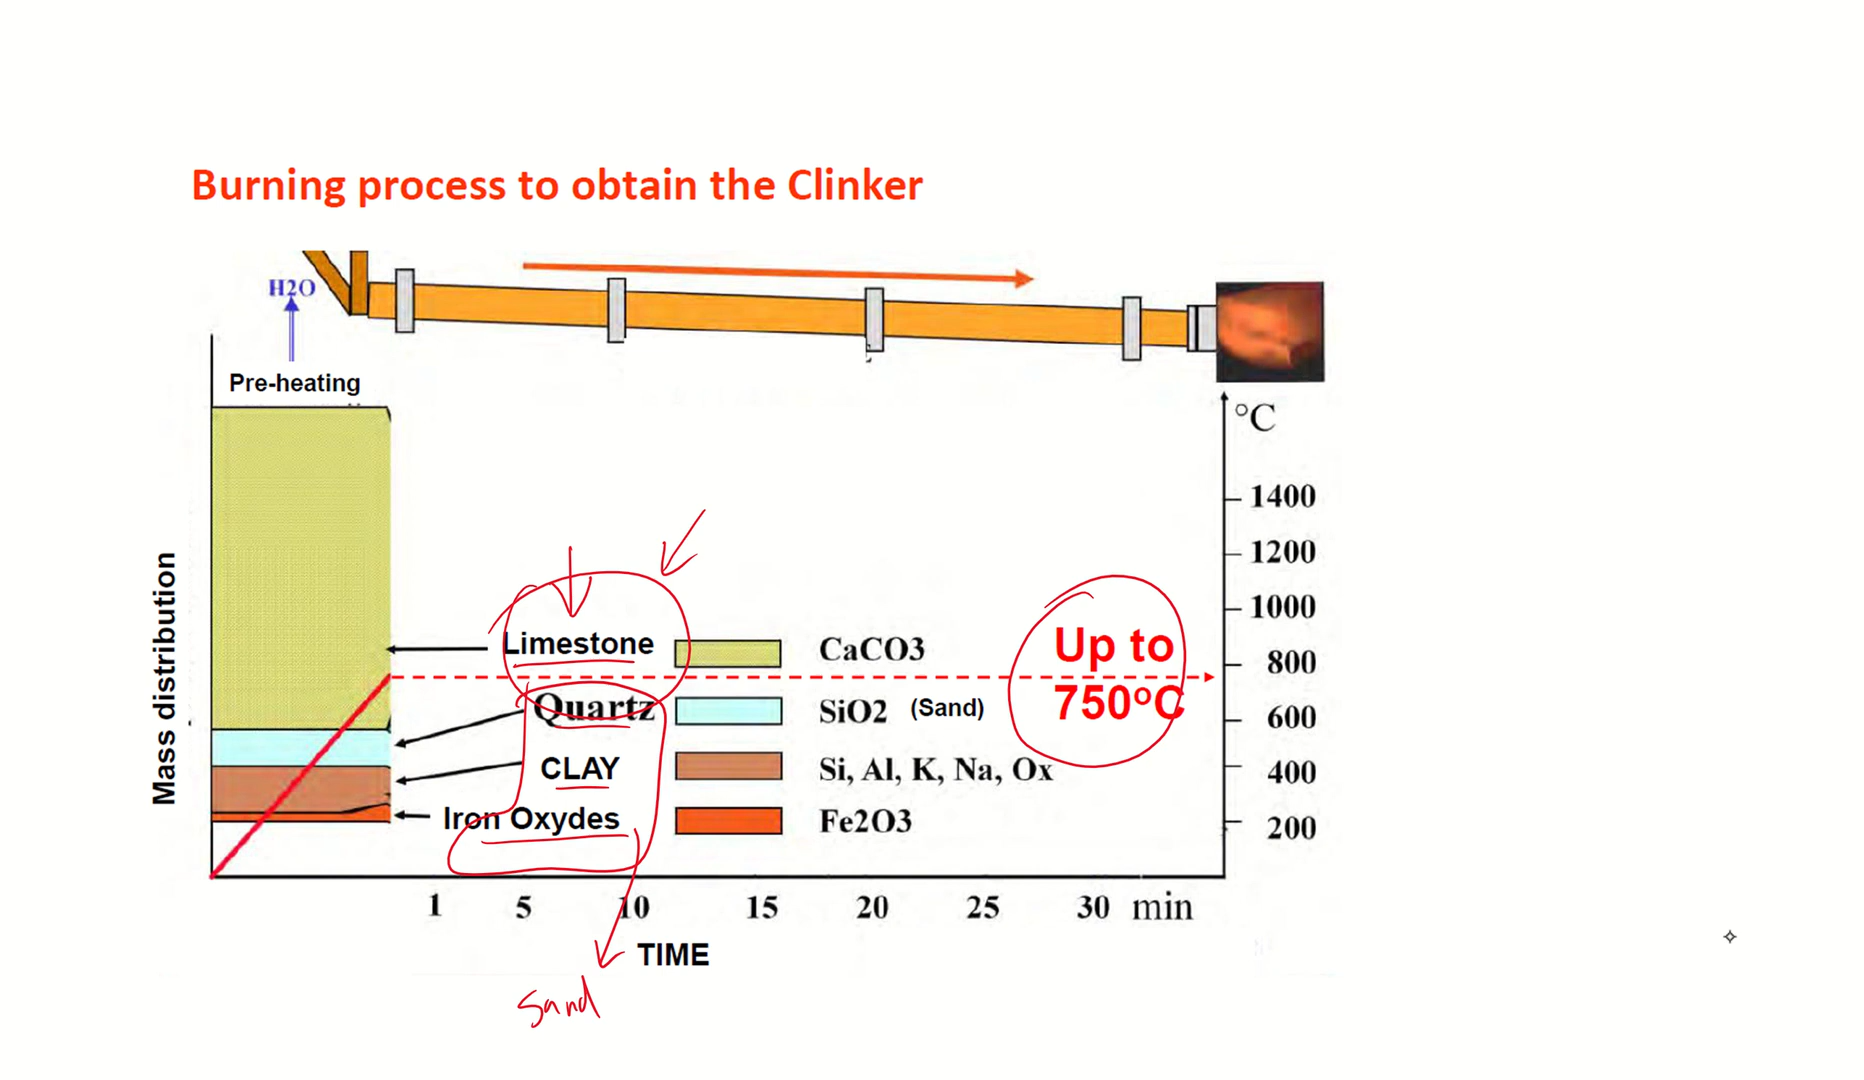 Burning process to obtain the Clinker
H2O
Pre-heating
°C
1400
1200
1000
800
600
400
200
Mass distribution
Limestone CaCO3
Quartz SiO2 (Sand)
CLAY Si, Al, K, Na, Ox
Iron Oxydes Fe2O3
Up to
750ºC
1 5 10 15 20 25 30 min
TIME
Sand